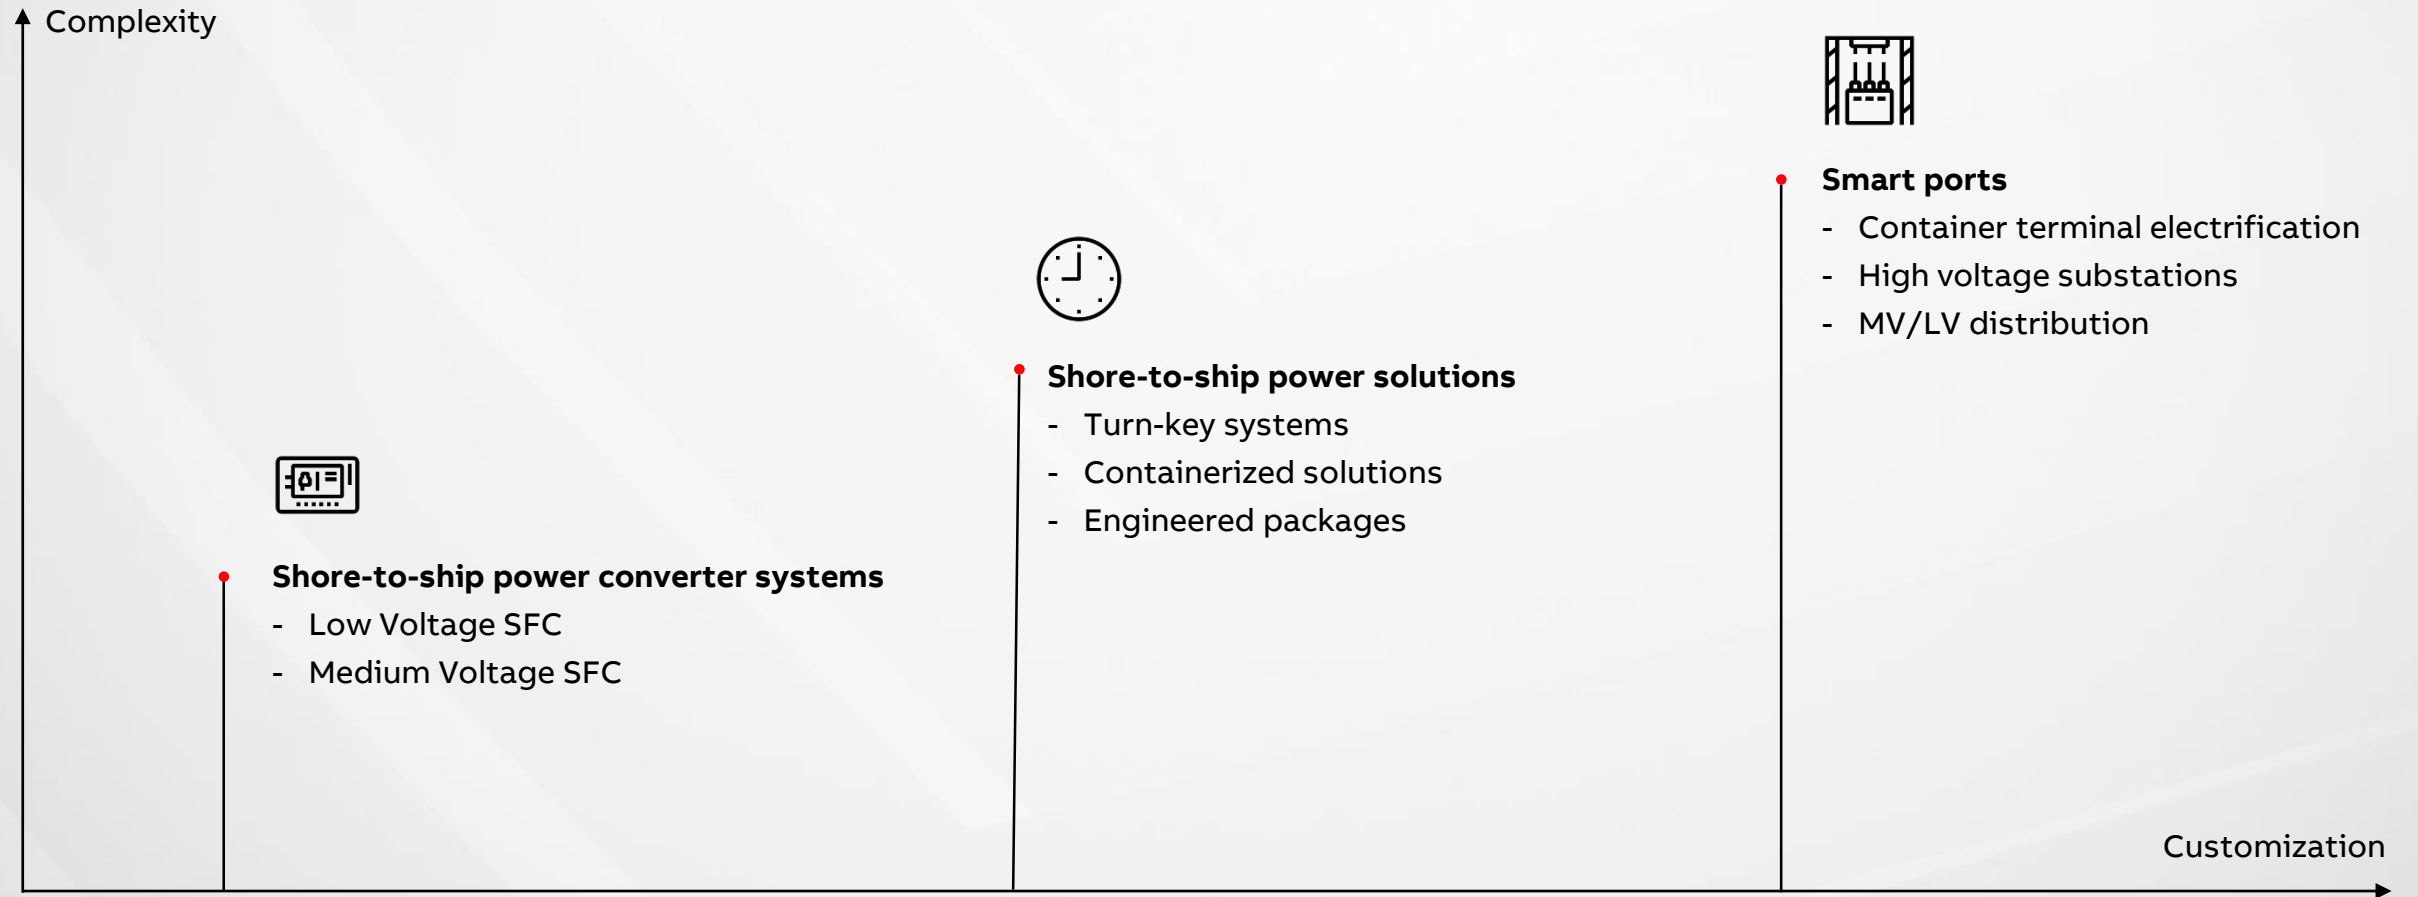 Complexity
Smart ports
- Container terminal electrification
- High voltage substations
- MV/LV distribution
Shore-to-ship power solutions
- Turn-key systems
- Containerized solutions
- Engineered packages
Shore-to-ship power converter systems
- Low Voltage SFC
- Medium Voltage SFC
Customization